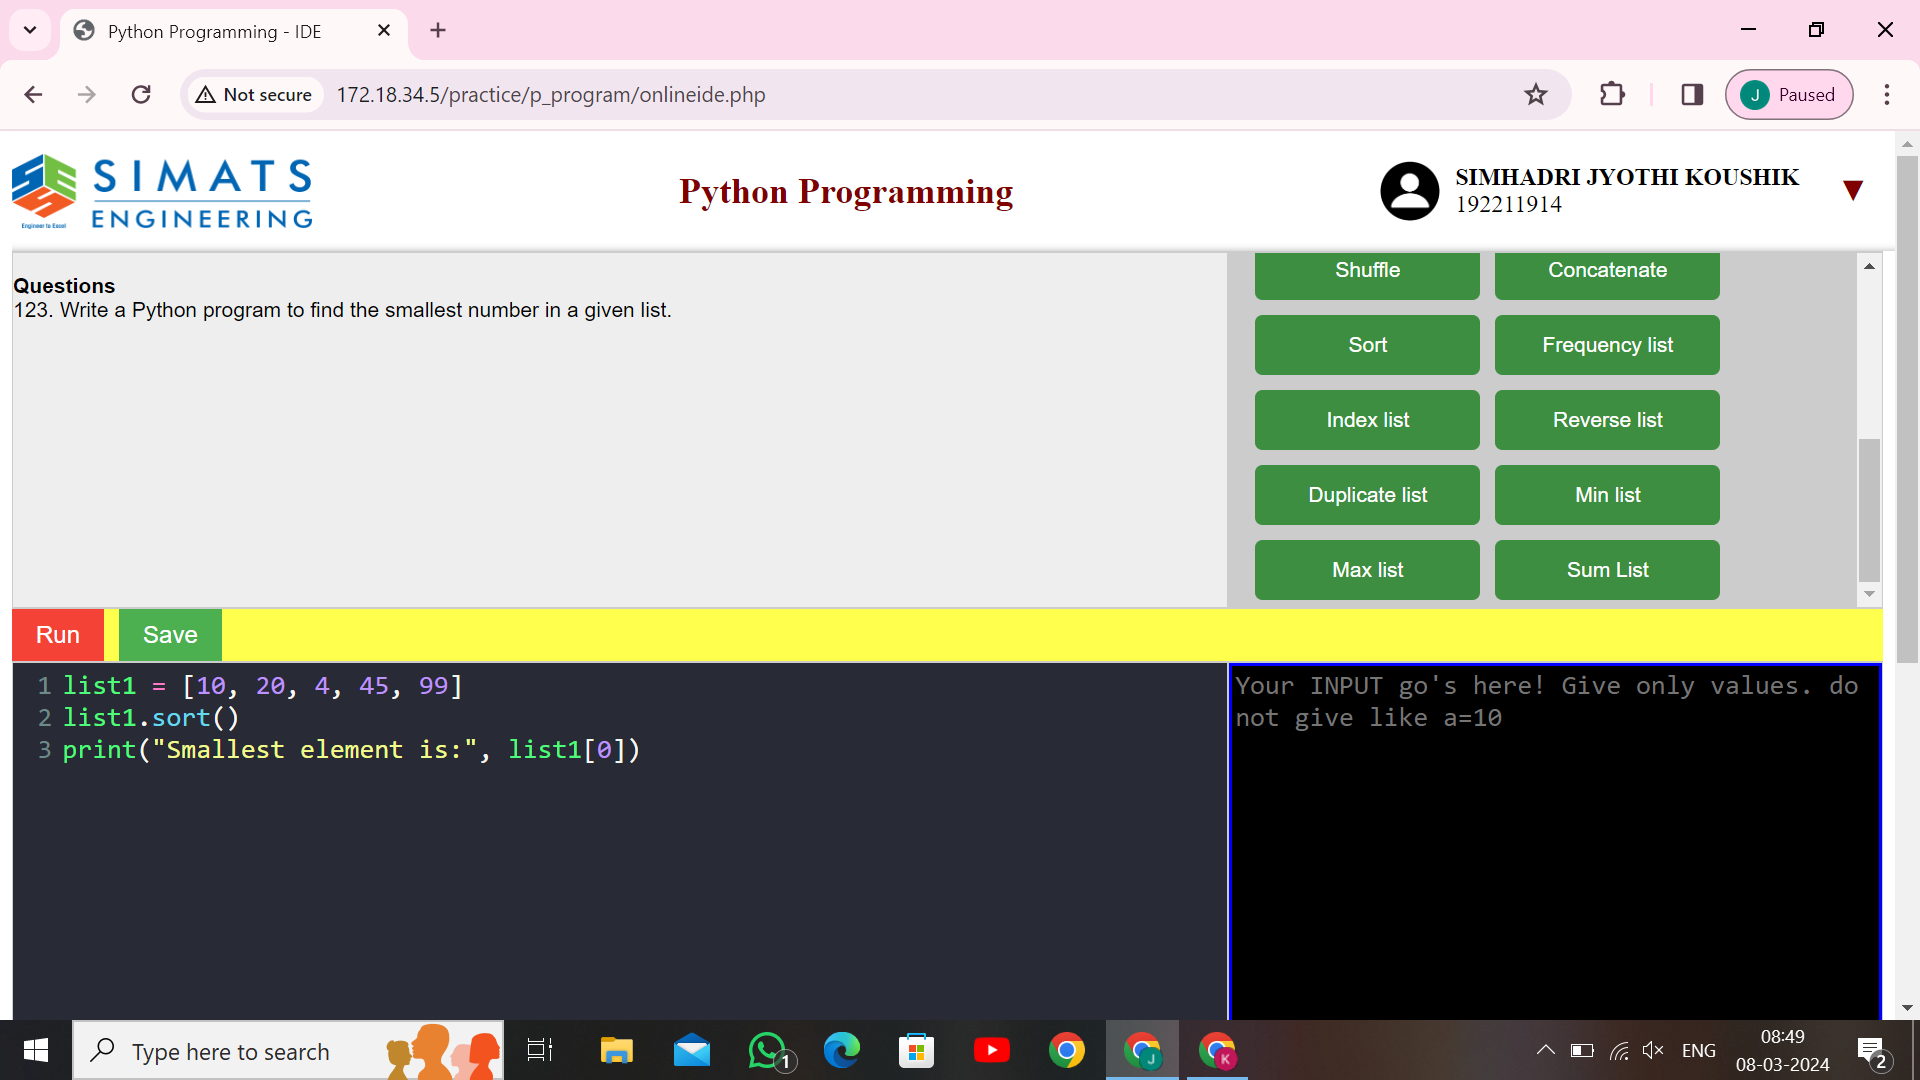 Python Programming - IDE
Not secure
172.18.34.5/practice/p_program/onlineide.php
J
Paused
SIMATS
ENGINEERING
Engineer to Excel
Python Programming
SIMHADRI JYOTHI KOUSHIK
192211914
Questions
123. Write a Python program to find the smallest number in a given list.
Shuffle
Concatenate
Sort
Frequency list
Index list
Reverse list
Duplicate list
Min list
Max list
Sum List
Run
Save
1 list1 = [10, 20, 4, 45, 99]
2 list1.sort()
3 print("Smallest element is:", list1[0])
Your INPUT go's here! Give only values. do
not give like a=10
Type here to search
1
J
K
ENG
08:49
08-03-2024
2